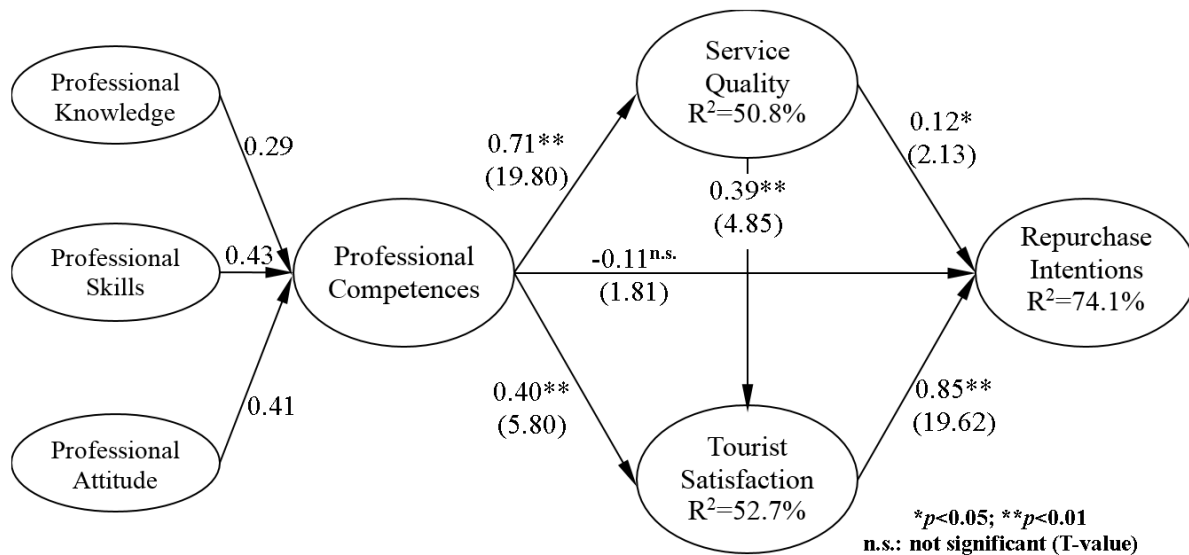 Professional
Knowledge
0.29
Professional
Skills
0.43
Professional
Attitude
0.41
Professional
Competences
0.71**
(19.80)
Service
Quality
R²=50.8%
0.39**
(4.85)
-0.11ⁿ·ˢ·
(1.81)
0.40**
(5.80)
Tourist
Satisfaction
R²=52.7%
0.12*
(2.13)
0.85**
(19.62)
Repurchase
Intentions
R²=74.1%
*p<0.05; **p<0.01
n.s.: not significant (T-value)